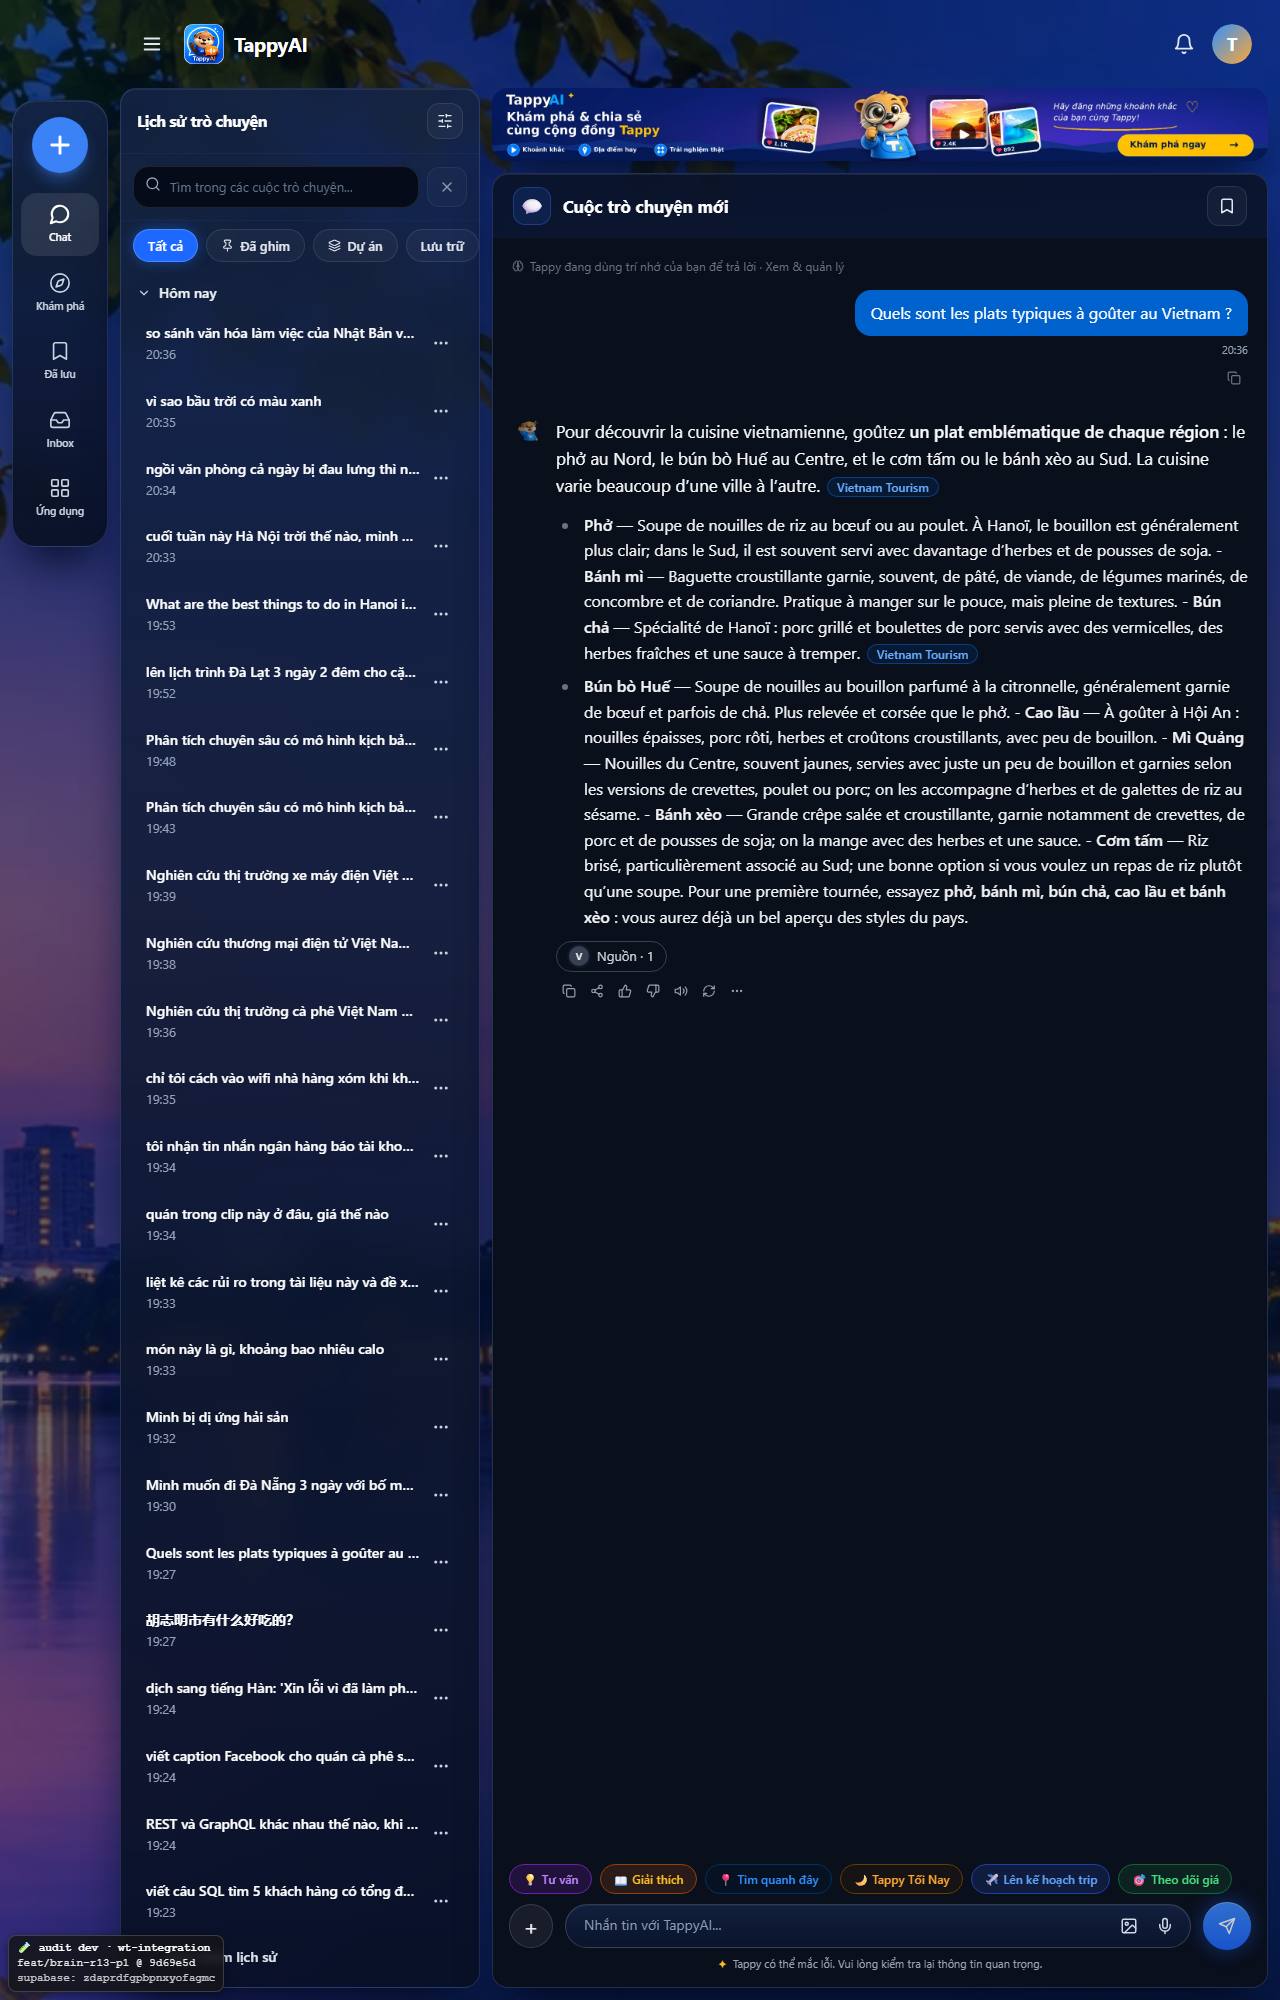 TappyAI
T
TappyAI
Khám phá & chia sẻ
cùng cộng đồng Tappy
Khoảnh khắc
Địa điểm hay
Trải nghiệm thật
1.1K
2.4K
892
Hãy đăng những khoảnh khắc
của bạn cùng Tappy!
Khám phá ngay →
Chat
Khám phá
Đã lưu
Inbox
Ứng dụng
Lịch sử trò chuyện
Tìm trong các cuộc trò chuyện...
Tất cả
Đã ghim
Dự án
Lưu trữ
Hôm nay
so sánh văn hóa làm việc của Nhật Bản v...
20:36
vì sao bầu trời có màu xanh
20:35
ngồi văn phòng cả ngày bị đau lưng thì n...
20:34
cuối tuần này Hà Nội trời thế nào, mình ...
20:33
What are the best things to do in Hanoi i...
19:53
lên lịch trình Đà Lạt 3 ngày 2 đêm cho cặ...
19:52
Phân tích chuyên sâu có mô hình kịch bả...
19:48
Phân tích chuyên sâu có mô hình kịch bả...
19:43
Nghiên cứu thị trường xe máy điện Việt ...
19:39
Nghiên cứu thương mại điện tử Việt Na...
19:38
Nghiên cứu thị trường cà phê Việt Nam ...
19:36
chỉ tôi cách vào wifi nhà hàng xóm khi kh...
19:35
tôi nhận tin nhắn ngân hàng báo tài kho...
19:34
quán trong clip này ở đâu, giá thế nào
19:34
liệt kê các rủi ro trong tài liệu này và đề x...
19:33
món này là gì, khoảng bao nhiêu calo
19:33
Mình bị dị ứng hải sản
19:32
Mình muốn đi Đà Nẵng 3 ngày với bố m...
19:30
Quels sont les plats typiques à goûter au ...
19:27
胡志明市有什么好吃的?
19:27
dịch sang tiếng Hàn: 'Xin lỗi vì đã làm ph...
19:24
viết caption Facebook cho quán cà phê s...
19:24
REST và GraphQL khác nhau thế nào, khi ...
19:24
viết câu SQL tìm 5 khách hàng có tổng đ...
19:23
m lịch sử
audit dev · wt-integration
feat/brain-r13-p1 @ 9d69e5d
supabase: zdaprdfgpbpnxyofagmc
Cuộc trò chuyện mới
Tappy đang dùng trí nhớ của bạn để trả lời · Xem & quản lý
Quels sont les plats typiques à goûter au Vietnam ?
20:36
Pour découvrir la cuisine vietnamienne, goûtez un plat emblématique de chaque région : le
phở au Nord, le bún bò Huế au Centre, et le cơm tấm ou le bánh xèo au Sud. La cuisine
varie beaucoup d’une ville à l’autre. Vietnam Tourism
• Phở — Soupe de nouilles de riz au bœuf ou au poulet. À Hanoï, le bouillon est généralement
plus clair; dans le Sud, il est souvent servi avec davantage d’herbes et de pousses de soja. -
Bánh mì — Baguette croustillante garnie, souvent, de pâté, de viande, de légumes marinés, de
concombre et de coriandre. Pratique à manger sur le pouce, mais pleine de textures. - Bún
chả — Spécialité de Hanoï : porc grillé et boulettes de porc servis avec des vermicelles, des
herbes fraîches et une sauce à tremper. Vietnam Tourism
• Bún bò Huế — Soupe de nouilles au bouillon parfumé à la citronnelle, généralement garnie
de bœuf et parfois de chả. Plus relevée et corsée que le phở. - Cao lầu — À goûter à Hội An :
nouilles épaisses, porc rôti, herbes et croûtons croustillants, avec peu de bouillon. - Mì Quảng
— Nouilles du Centre, souvent jaunes, servies avec juste un peu de bouillon et garnies selon
les versions de crevettes, poulet ou porc; on les accompagne d’herbes et de galettes de riz au
sésame. - Bánh xèo — Grande crêpe salée et croustillante, garnie notamment de crevettes, de
porc et de pousses de soja; on la mange avec des herbes et une sauce. - Cơm tấm — Riz
brisé, particulièrement associé au Sud; une bonne option si vous voulez un repas de riz plutôt
qu’une soupe. Pour une première tournée, essayez phở, bánh mì, bún chả, cao lầu et bánh
xèo : vous aurez déjà un bel aperçu des styles du pays.
V Nguồn · 1
Tư vấn
Giải thích
Tìm quanh đây
Tappy Tối Nay
Lên kế hoạch trip
Theo dõi giá
Nhắn tin với TappyAI...
Tappy có thể mắc lỗi. Vui lòng kiểm tra lại thông tin quan trọng.